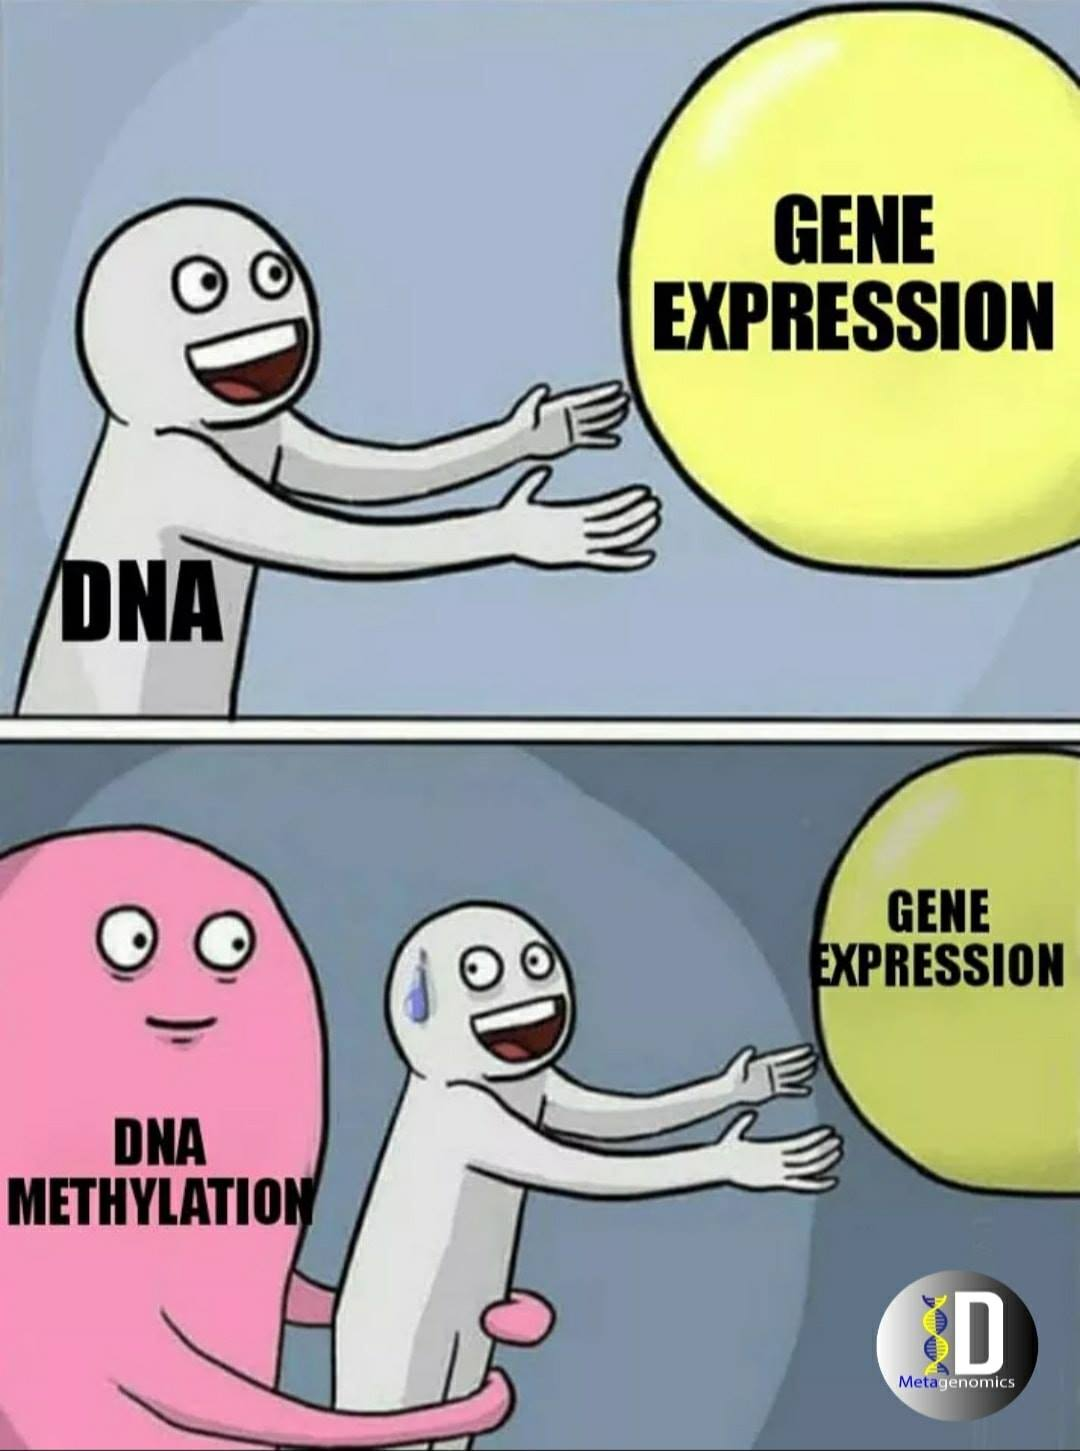 GENE
EXPRESSION
DNA
GENE
EXPRESSION
DNA
METHYLATION
D
Metagenomics